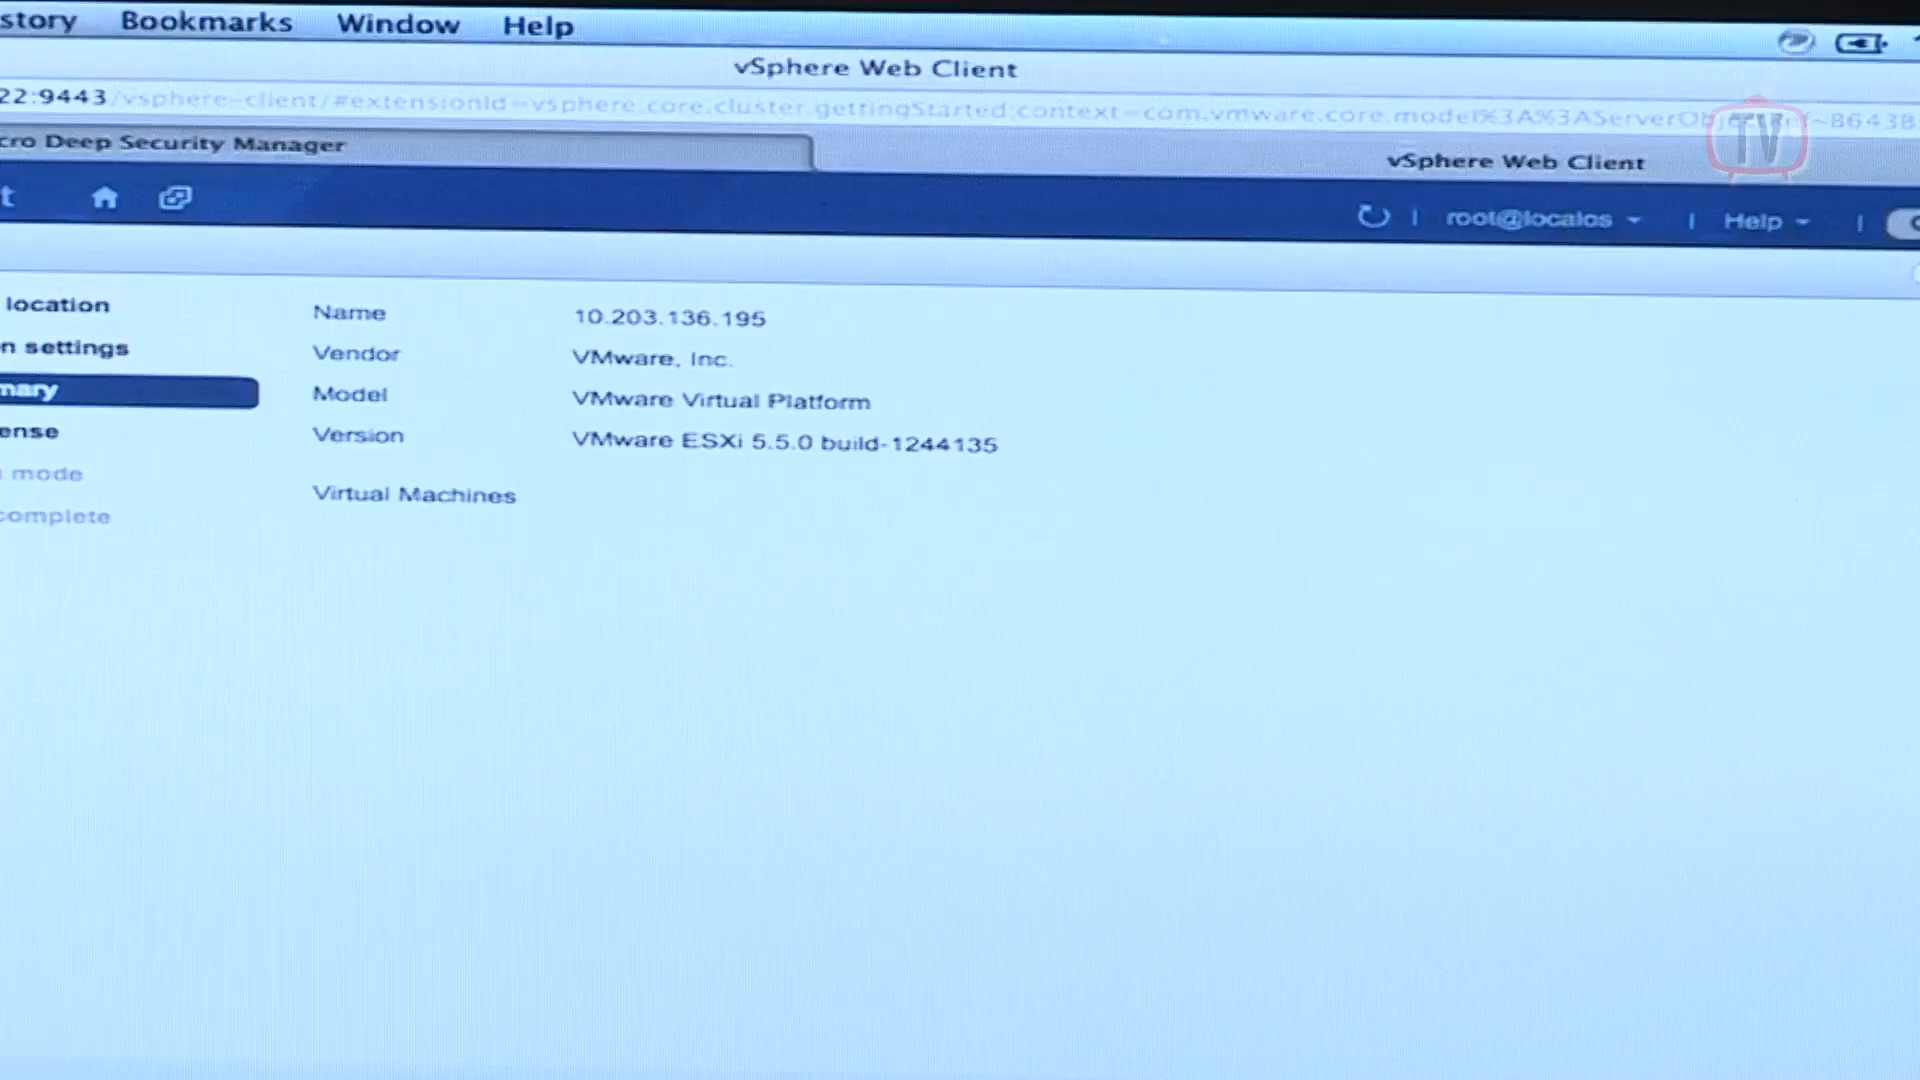 story Bookmarks Window Help
vSphere Web Client
22:9443/vsphere-client/#extensionId=vsphere.core.cluster.gettingStarted;context=com.vmware.core.model%3A%3AServerOb
cro Deep Security Manager
vSphere Web Client
TV
t
root@localos
Help
location
n settings
mary
ense
mode
complete
Name 10.203.136.195
Vendor VMware, Inc.
Model VMware Virtual Platform
Version VMware ESXi 5.5.0 build-1244135
Virtual Machines